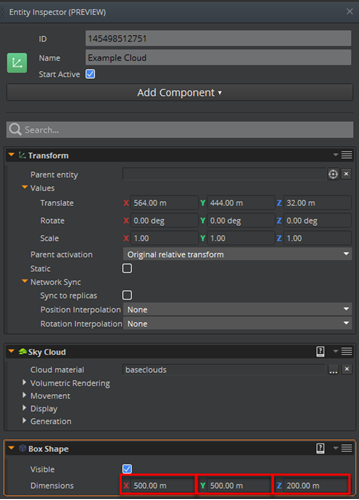 Entity Inspector (PREVIEW)
ID 145498512751
Name Example Cloud
Start Active
Add Component
Search...
Transform
Parent entity
Values
Translate X 564.00 m Y 444.00 m Z 32.00 m
Rotate X 0.00 deg Y 0.00 deg Z 0.00 deg
Scale X 1.00 Y 1.00 Z 1.00
Parent activation Original relative transform
Static
Network Sync
Sync to replicas
Position Interpolation None
Rotation Interpolation None
Sky Cloud
Cloud material baseclouds ...
Volumetric Rendering
Movement
Display
Generation
Box Shape
Visible
Dimensions X 500.00 m Y 500.00 m Z 200.00 m